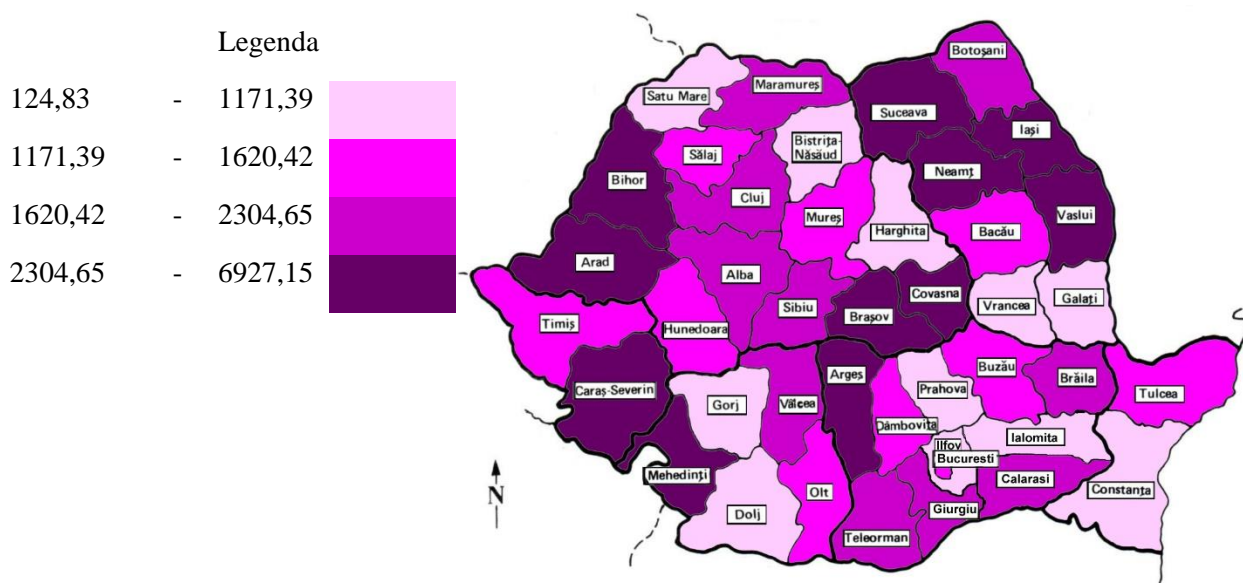 Legenda
124,83 - 1171,39
1171,39 - 1620,42
1620,42 - 2304,65
2304,65 - 6927,15
Botoșani
Satu Mare
Maramureș
Suceava
Iași
Bistrița-
Năsăud
Sălaj
Neamț
Bihor
Cluj
Vaslui
Mureș
Harghita
Bacău
Arad
Alba
Covasna
Sibiu
Vrancea
Galați
Brașov
Timiș
Hunedoara
Buzău
Argeș
Brăila
Caraș-Severin
Prahova
Tulcea
Gorj
Vâlcea
Dâmbovița
Ialomita
Ilfov
Bucuresti
Mehedinți
Calarasi
Olt
Constanța
N
Dolj
Giurgiu
Teleorman